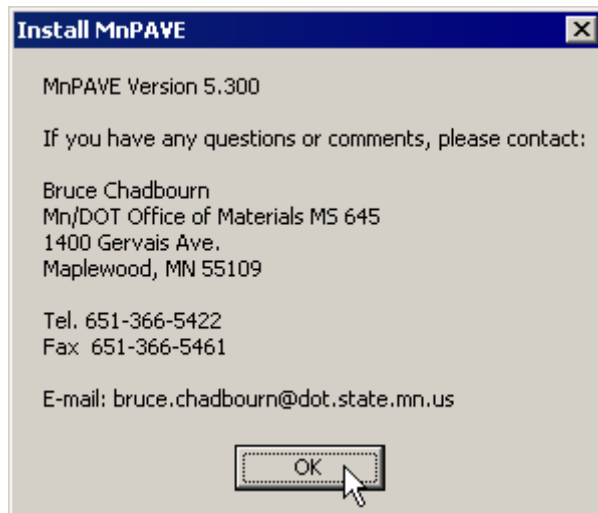 Install MnPAVE
MnPAVE Version 5.300
If you have any questions or comments, please contact:
Bruce Chadbourn
Mn/DOT Office of Materials MS 645
1400 Gervais Ave.
Maplewood, MN 55109
Tel. 651-366-5422
Fax  651-366-5461
E-mail: bruce.chadbourn@dot.state.mn.us
OK